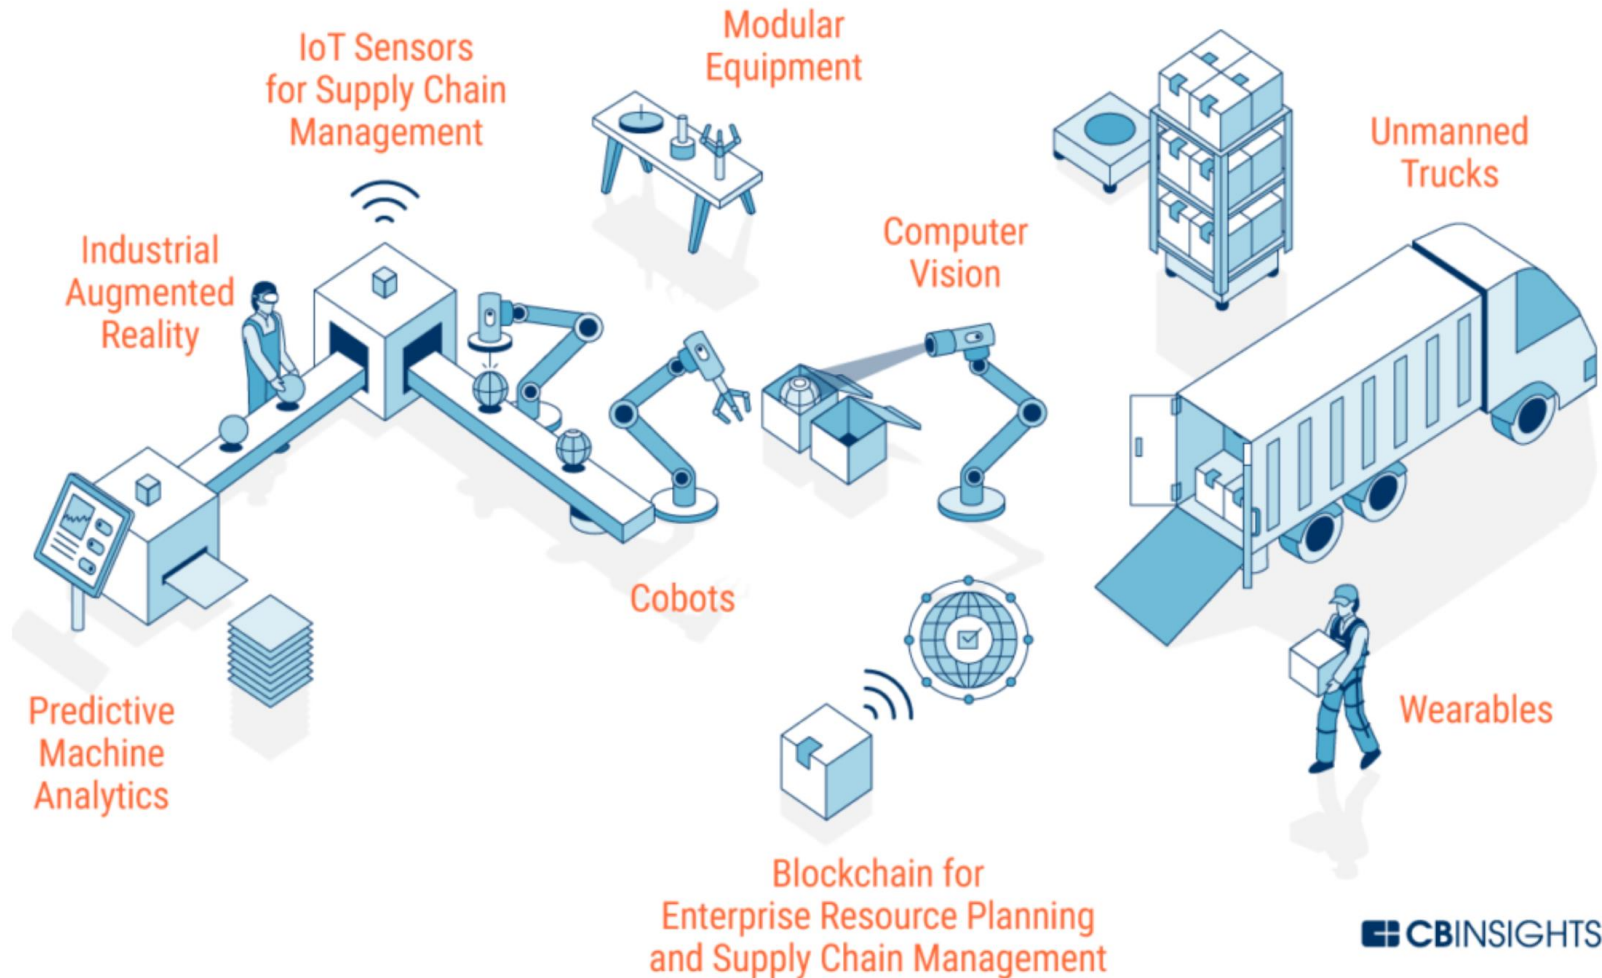 IoT Sensors
for Supply Chain
Management
Modular
Equipment
Unmanned
Trucks
Industrial
Augmented
Reality
Computer
Vision
Cobots
Predictive
Machine
Analytics
Wearables
Blockchain for
Enterprise Resource Planning
and Supply Chain Management
CBINSIGHTS